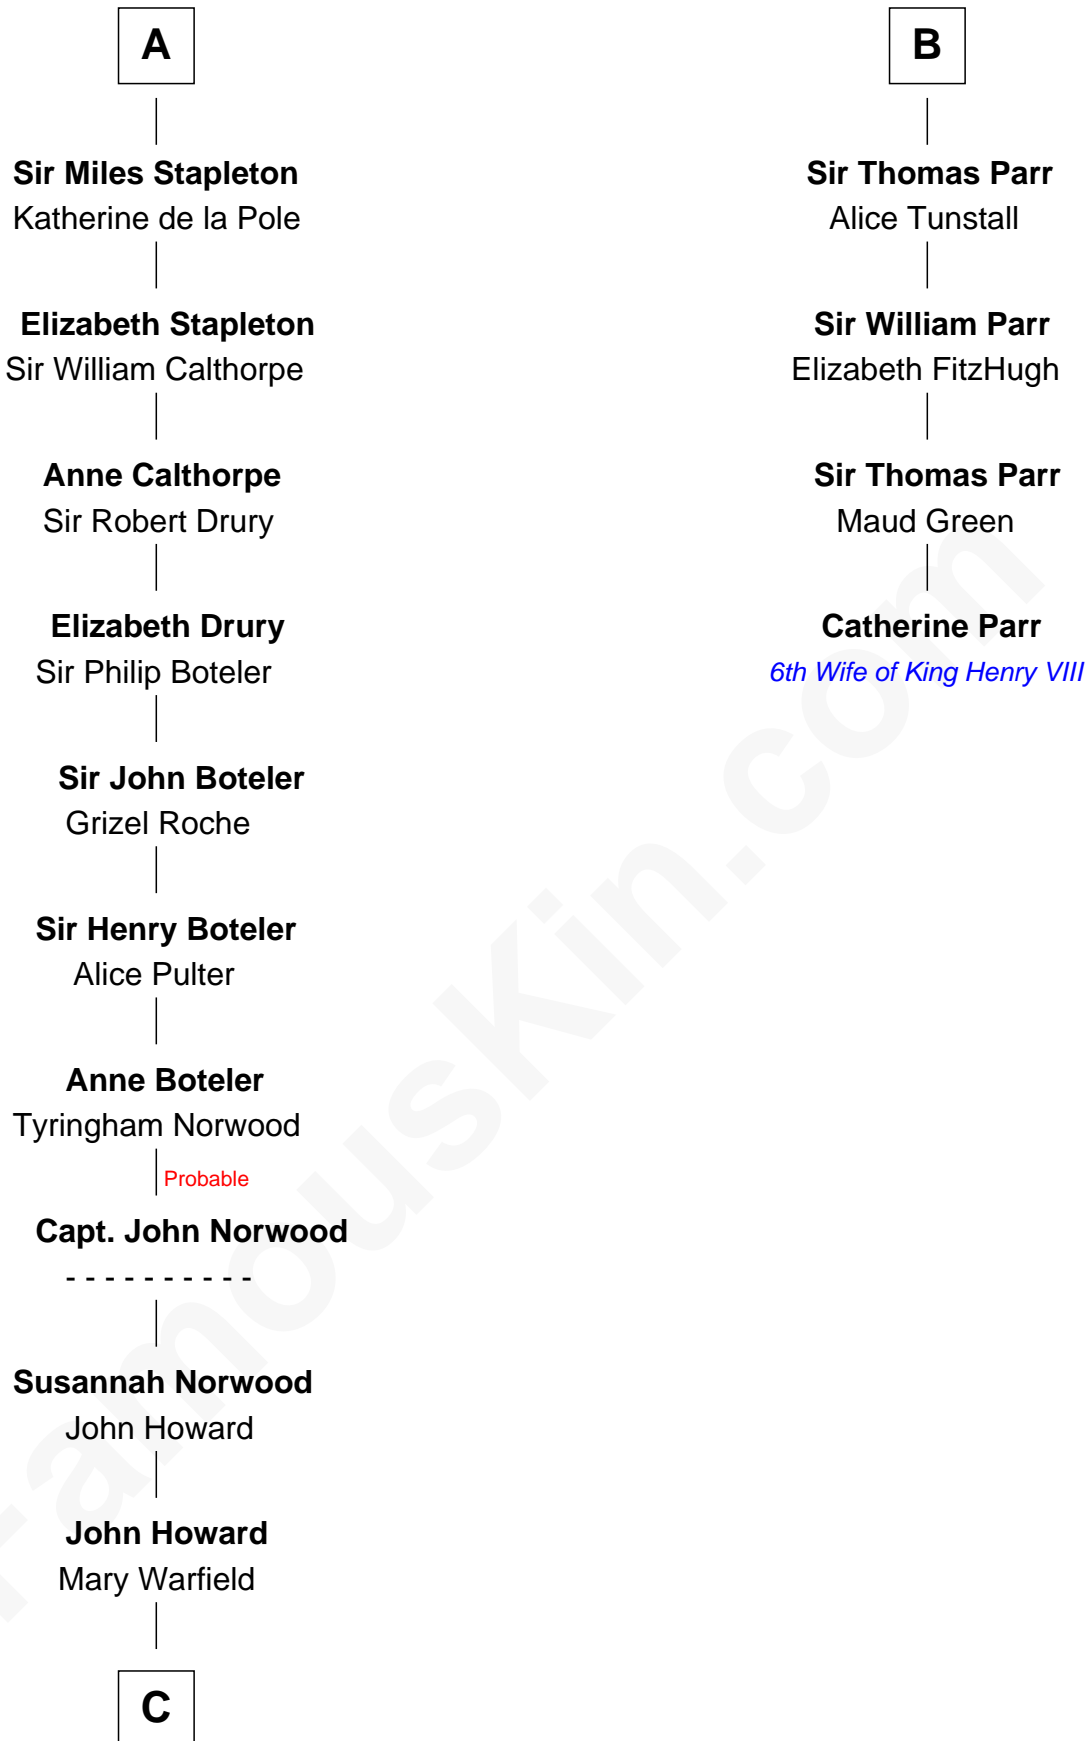 A
Sir Miles Stapleton
Katherine de la Pole
Elizabeth Stapleton
Sir William Calthorpe
Anne Calthorpe
Sir Robert Drury
Elizabeth Drury
Sir Philip Boteler
Sir John Boteler
Grizel Roche
Sir Henry Boteler
Alice Pulter
Anne Boteler
Tyringham Norwood
Probable
Capt. John Norwood
- - - - - - - - - -
Susannah Norwood
John Howard
John Howard
Mary Warfield
C
B
Sir Thomas Parr
Alice Tunstall
Sir William Parr
Elizabeth FitzHugh
Sir Thomas Parr
Maud Green
Catherine Parr
6th Wife of King Henry VIII
FamousKin.com